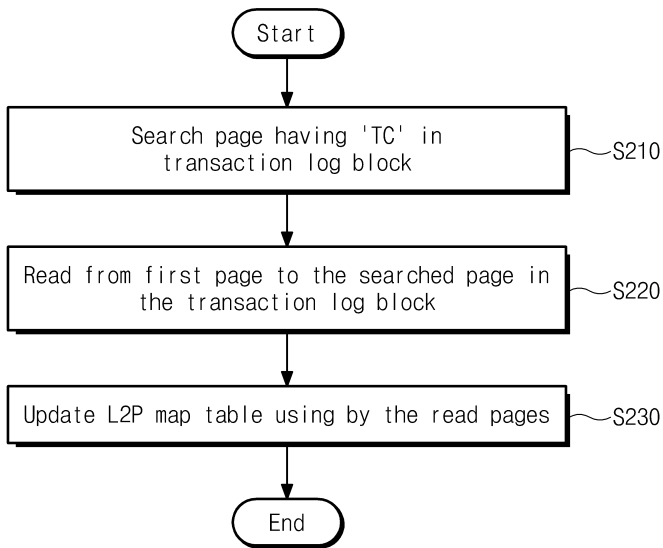 Start
Search page having 'TC' in
transaction log block
S210
Read from first page to the searched page in
the transaction log block
S220
Update L2P map table using by the read pages
S230
End